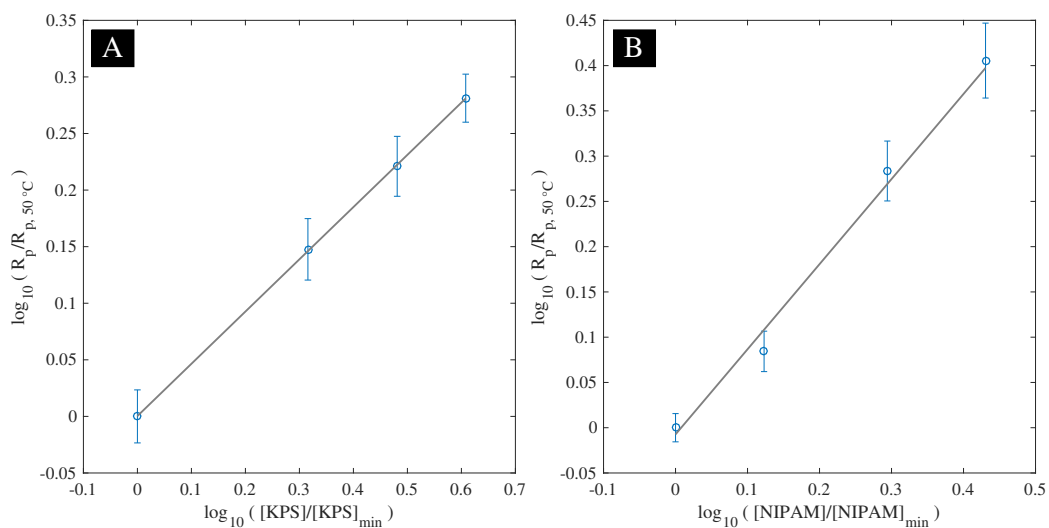 A
0.35
0.3
0.25
0.2
0.15
0.1
0.05
0
-0.05
log10 ( Rp/Rp, 50 °C )
-0.1 0 0.1 0.2 0.3 0.4 0.5 0.6 0.7
log10 ( [KPS]/[KPS]min )
B
0.45
0.4
0.35
0.3
0.25
0.2
0.15
0.1
0.05
0
-0.05
log10 ( Rp/Rp, 50 °C )
-0.1 0 0.1 0.2 0.3 0.4 0.5
log10 ( [NIPAM]/[NIPAM]min )